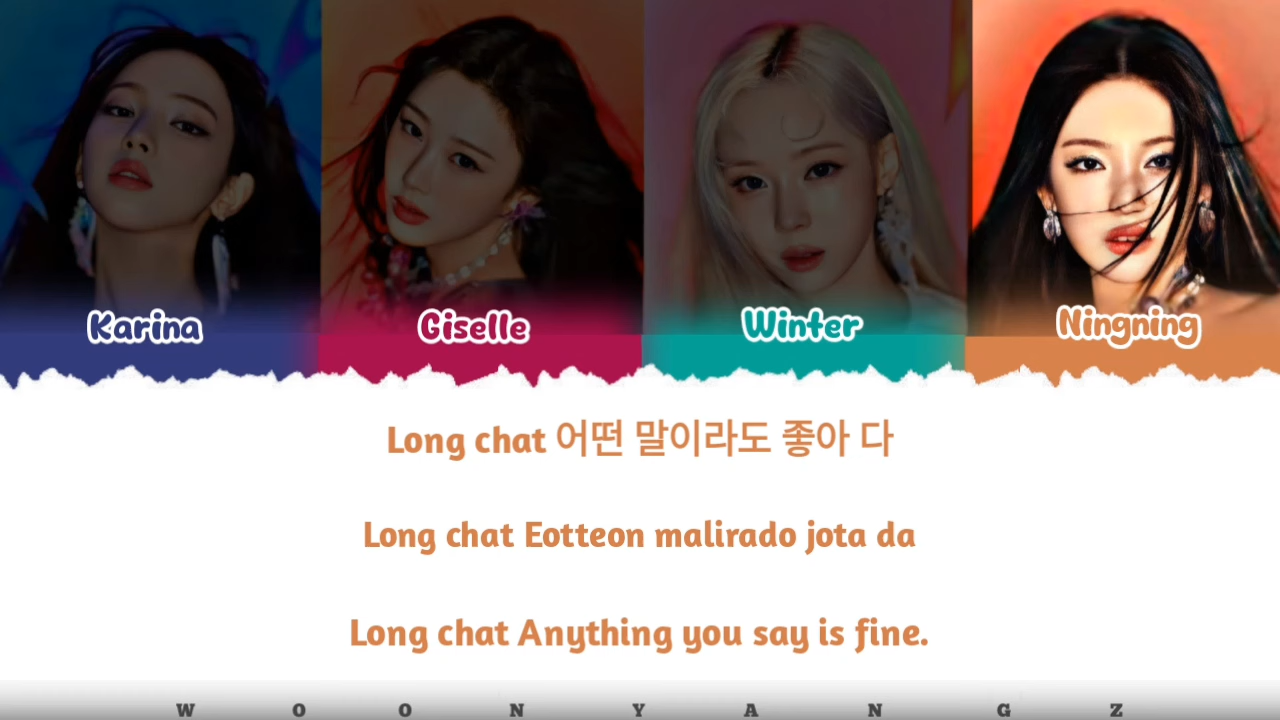 Karina Giselle Winter Ningning
Long chat 어떤 말이라도 좋아 다
Long chat Eotteon malirado jota da
Long chat Anything you say is fine.
W O O N Y A N G Z